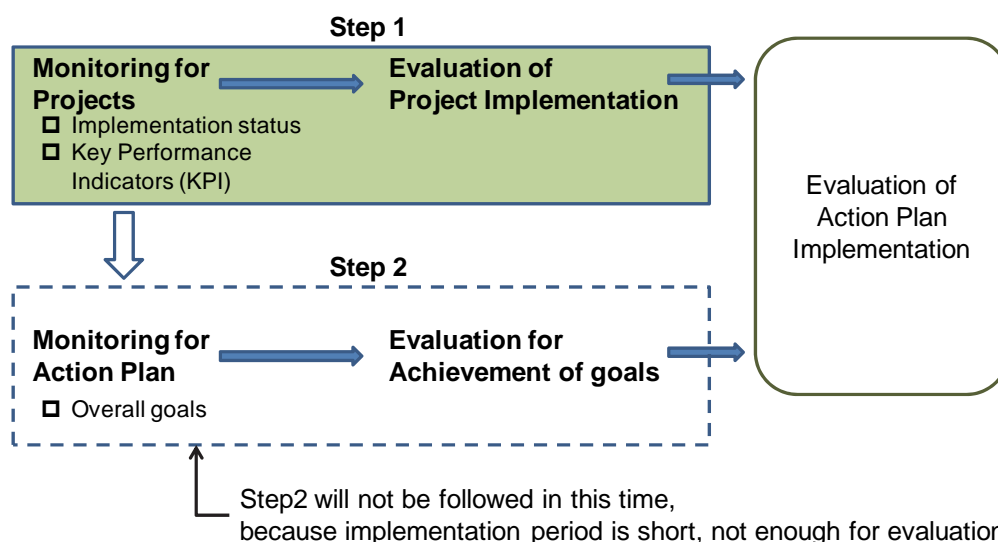 Step 1
Monitoring for
Projects
Implementation status
Key Performance
Indicators (KPI)
Evaluation of
Project Implementation
Evaluation of
Action Plan
Implementation
Step 2
Monitoring for
Action Plan
Overall goals
Evaluation for
Achievement of goals
Step2 will not be followed in this time,
because implementation period is short, not enough for evaluation